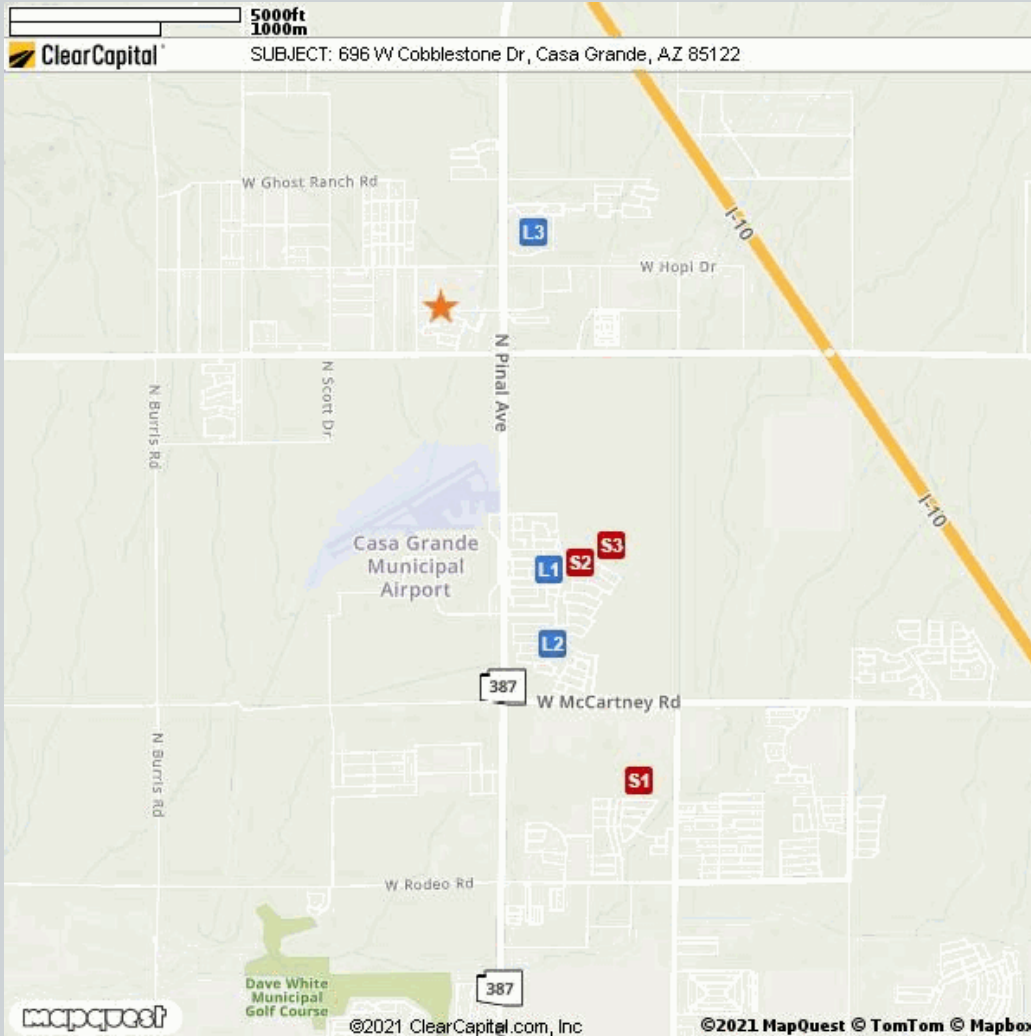 5000ft
1000m
ClearCapital
SUBJECT: 696 W Cobblestone Dr, Casa Grande, AZ 85122
W Ghost Ranch Rd
L3
I-10
W Hopi Dr
N Pinal Ave
N Scott Dr
N Burris Rd
I-10
Casa Grande
Municipal
Airport
L1
S2
S3
L2
387
W McCartney Rd
N Burris Rd
S1
W Rodeo Rd
Dave White
Municipal
Golf Course
387
mapquest
©2021 ClearCapital.com, Inc
©2021 MapQuest © TomTom © Mapbo